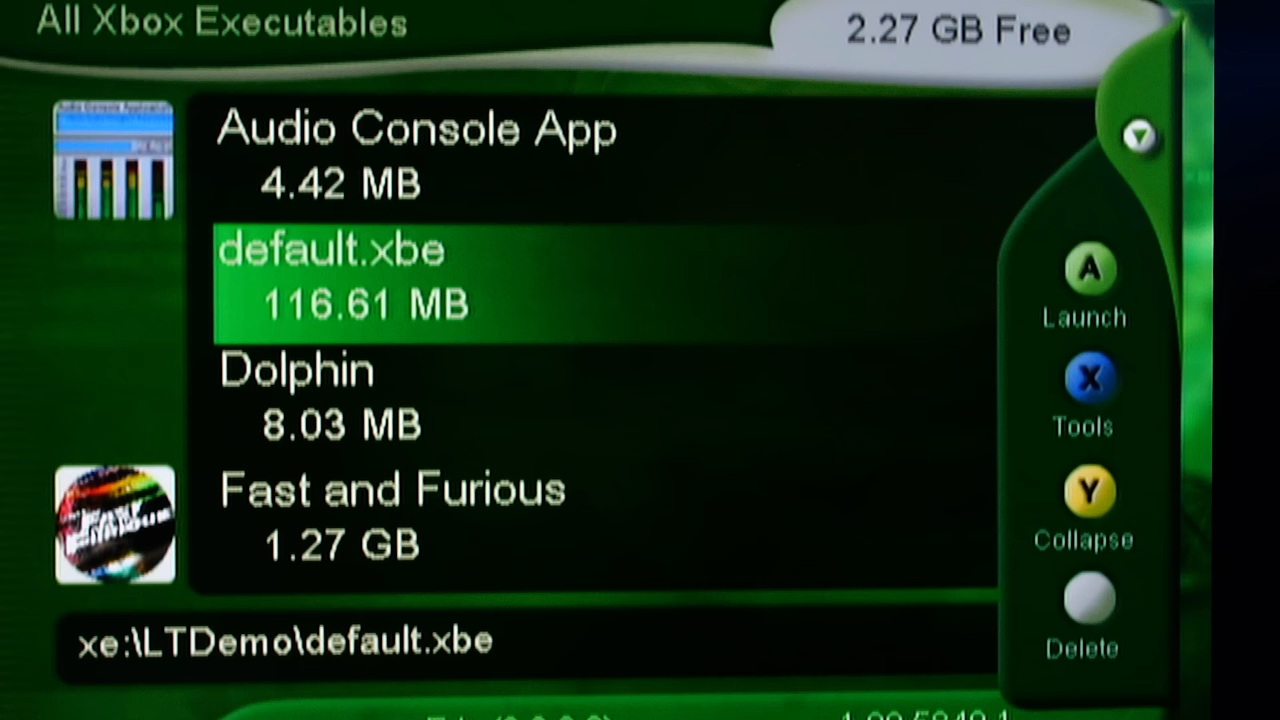 All Xbox Executables
2.27 GB Free
Audio Console App
4.42 MB
default.xbe
116.61 MB
Dolphin
8.03 MB
Fast and Furious
1.27 GB
A
Launch
X
Tools
Y
Collapse
Delete
xe:\LTDemo\default.xbe